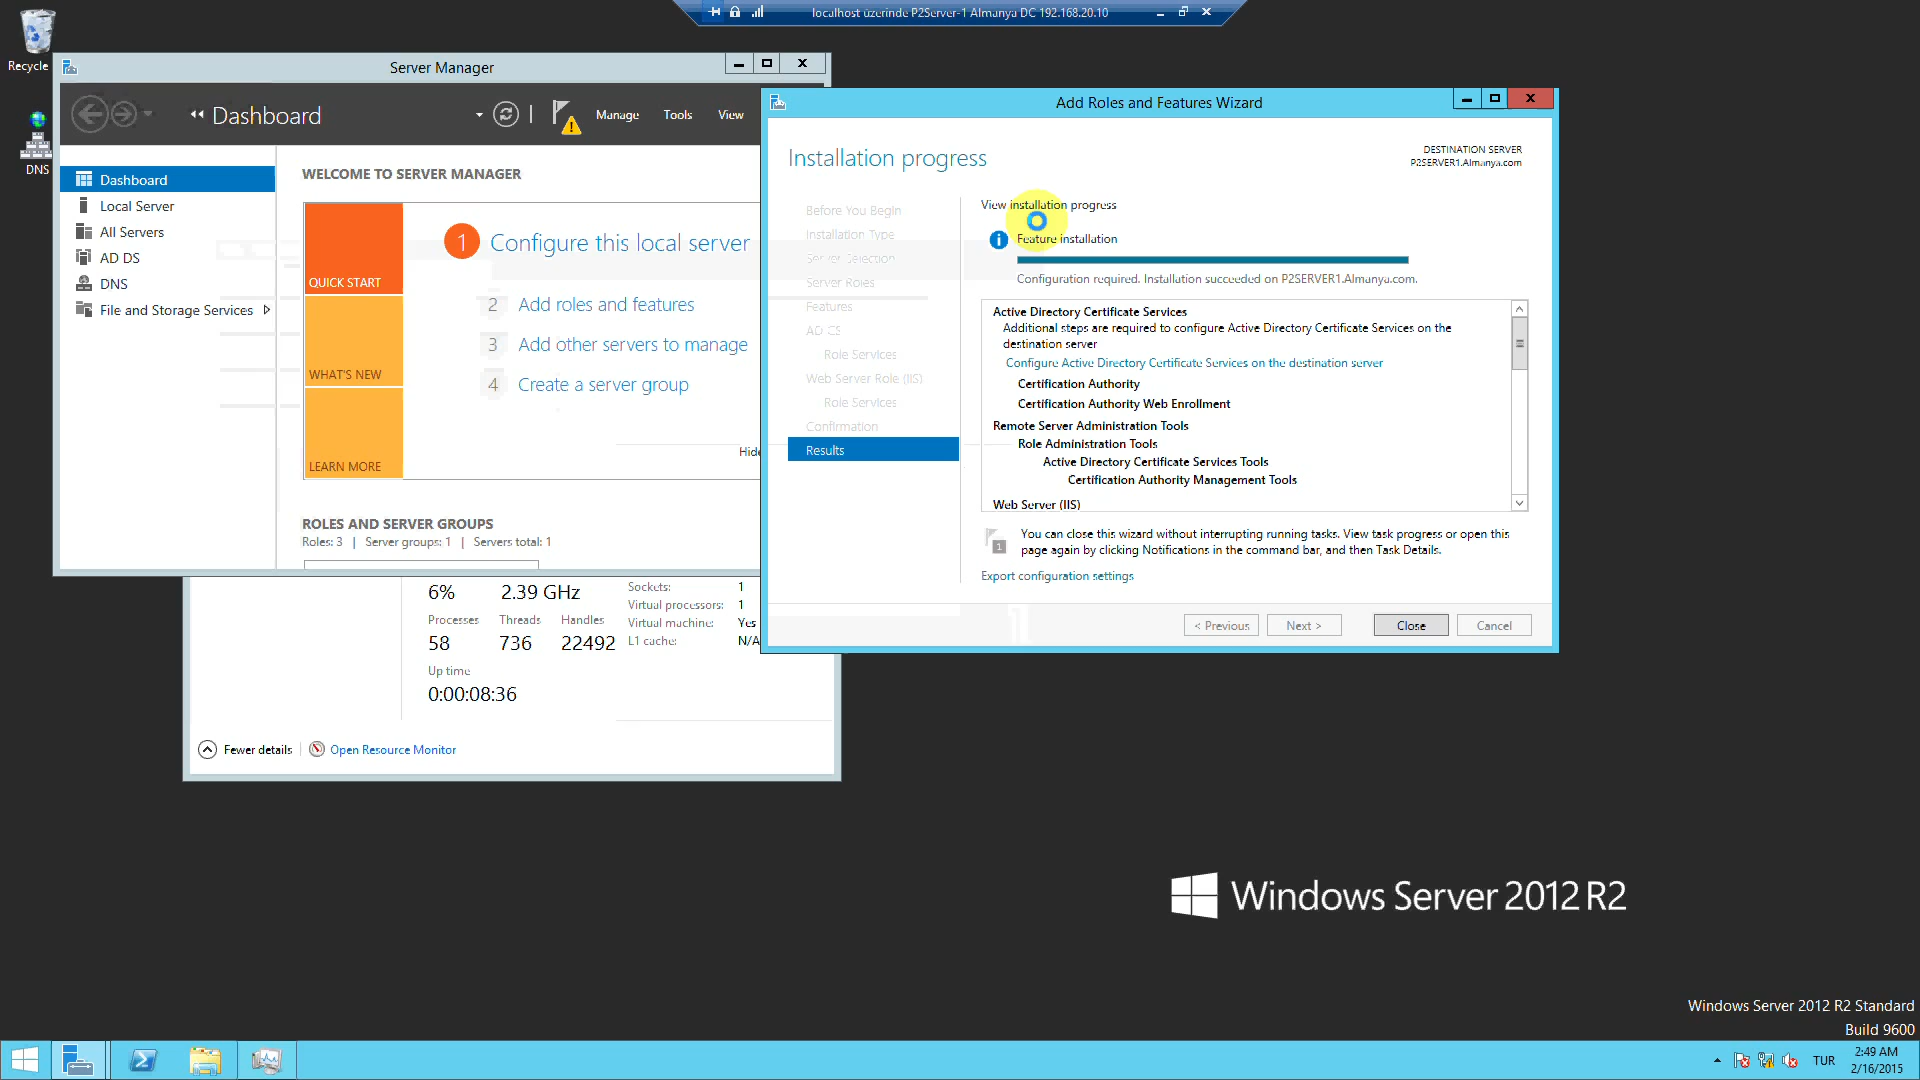 localhost üzerinde P2Server-1 Almanya DC 192.168.20.10
Recycle
DNS
Server Manager
Dashboard
Manage
Tools
View
Dashboard
Local Server
All Servers
AD DS
DNS
File and Storage Services
WELCOME TO SERVER MANAGER
QUICK START
WHAT'S NEW
LEARN MORE
1 Configure this local server
2 Add roles and features
3 Add other servers to manage
4 Create a server group
Hide
ROLES AND SERVER GROUPS
Roles: 3 | Server groups: 1 | Servers total: 1
6% 2.39 GHz
Processes Threads Handles
58 736 22492
Up time
0:00:08:36
Sockets: 1
Virtual processors: 1
Virtual machine: Yes
L1 cache: N/A
Fewer details
Open Resource Monitor
Add Roles and Features Wizard
Installation progress
DESTINATION SERVER
P2SERVER1.Almanya.com
Before You Begin
Installation Type
Server Selection
Server Roles
Features
AD CS
Role Services
Web Server Role (IIS)
Role Services
Confirmation
Results
View installation progress
Feature installation
Configuration required. Installation succeeded on P2SERVER1.Almanya.com.
Active Directory Certificate Services
Additional steps are required to configure Active Directory Certificate Services on the
destination server
Configure Active Directory Certificate Services on the destination server
Certification Authority
Certification Authority Web Enrollment
Remote Server Administration Tools
Role Administration Tools
Active Directory Certificate Services Tools
Certification Authority Management Tools
Web Server (IIS)
1
You can close this wizard without interrupting running tasks. View task progress or open this
page again by clicking Notifications in the command bar, and then Task Details.
Export configuration settings
< Previous
Next >
Close
Cancel
Windows Server 2012 R2
Windows Server 2012 R2 Standard
Build 9600
TUR
2:49 AM
2/16/2015